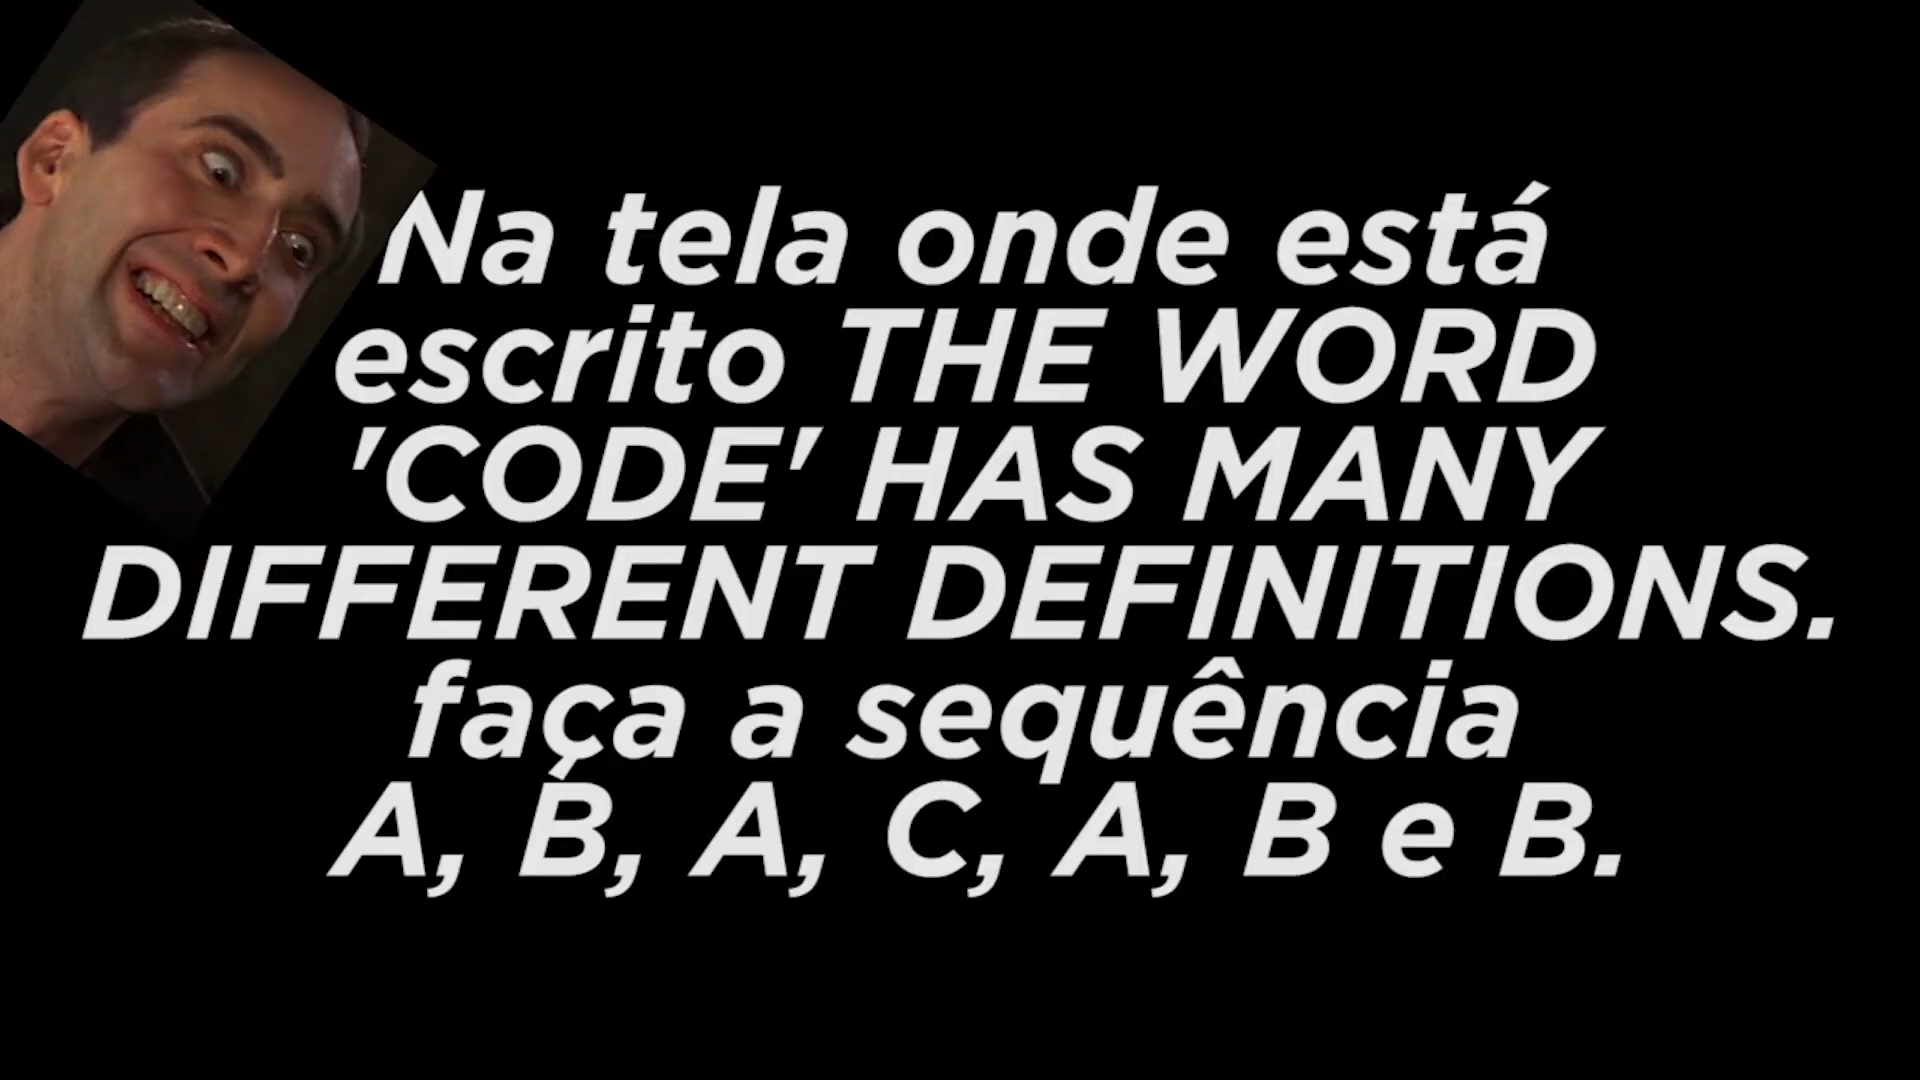 Na tela onde está
escrito THE WORD
'CODE' HAS MANY
DIFFERENT DEFINITIONS.
faça a sequência
A, B, A, C, A, B e B.